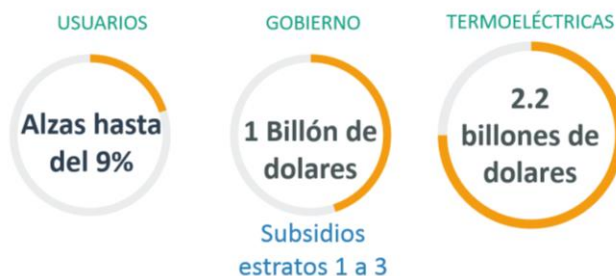 USUARIOS
Alzas hasta
del 9%
GOBIERNO
1 Billón de
dolares
Subsidios
estratos 1 a 3
TERMOELÉCTRICAS
2.2
billones de
dolares